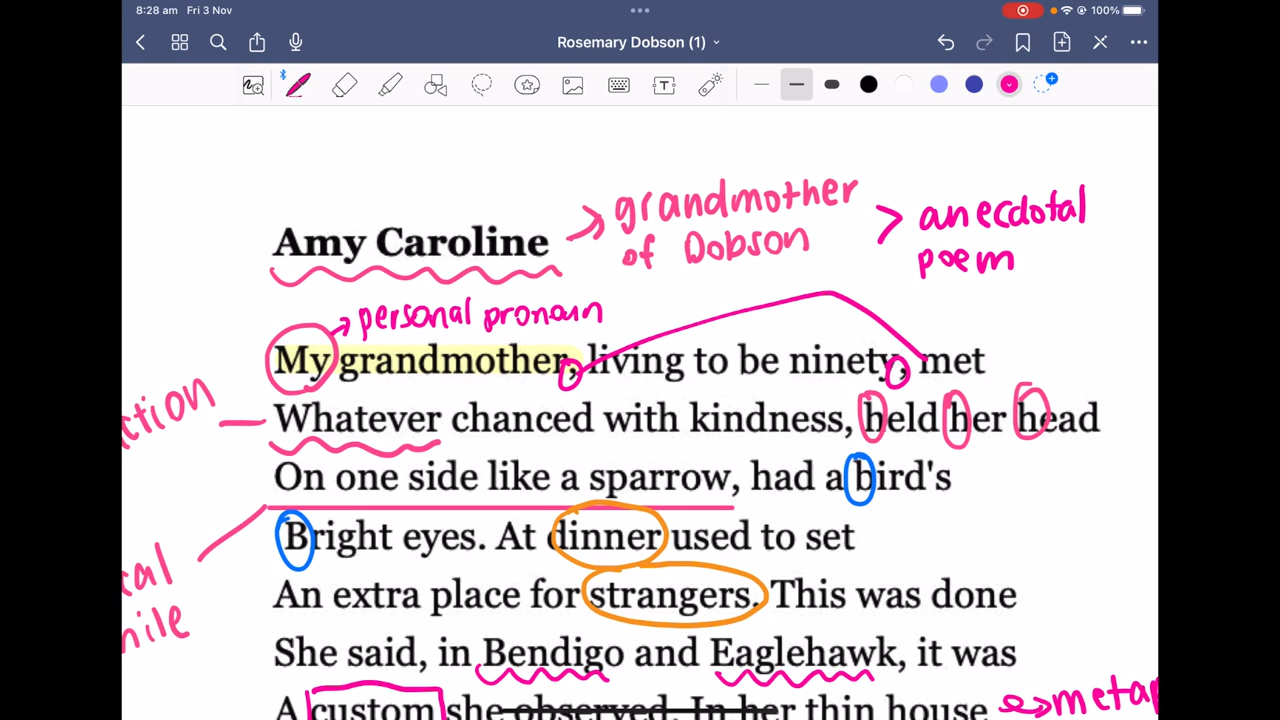 8:28 am Fri 3 Nov
100%
Rosemary Dobson (1)
T
grandmother
of Dobson
anecdotal
poem
Amy Caroline
personal pronoun
My grandmother, living to be ninety, met
Whatever chanced with kindness, held her head
On one side like a sparrow, had a bird's
Bright eyes. At dinner used to set
An extra place for strangers. This was done
She said, in Bendigo and Eaglehawk, it was
A custom she observed. In her thin house
ction
cal
metap